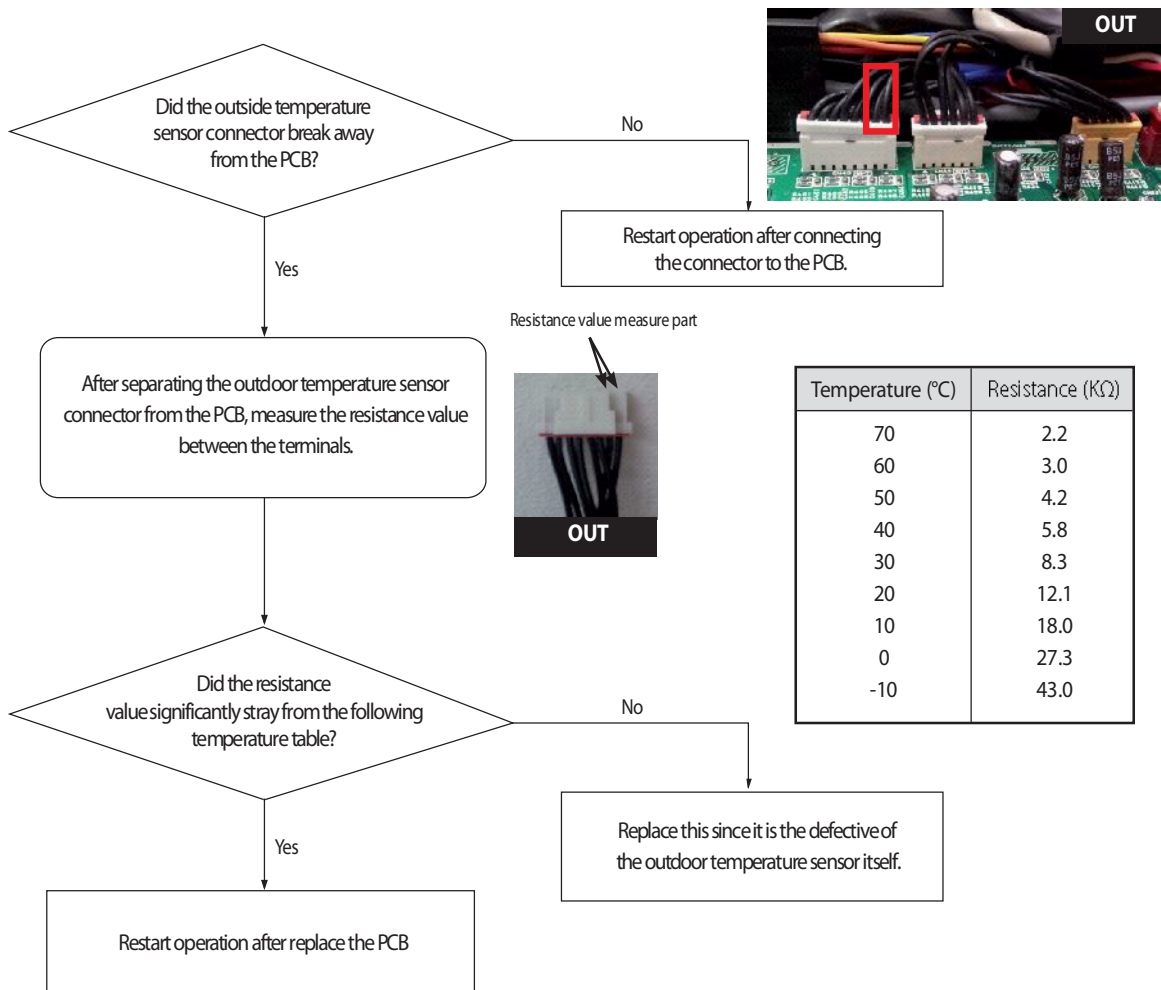 OUT
Did the outside temperature
sensor connector break away
from the PCB?
No
Restart operation after connecting
the connector to the PCB.
Yes
Resistance value measure part
After separating the outdoor temperature sensor
connector from the PCB, measure the resistance value
between the terminals.
OUT
Temperature (°C) Resistance (KΩ)
70 2.2
60 3.0
50 4.2
40 5.8
30 8.3
20 12.1
10 18.0
0 27.3
-10 43.0
Did the resistance
value significantly stray from the following
temperature table?
No
Replace this since it is the defective of
the outdoor temperature sensor itself.
Yes
Restart operation after replace the PCB